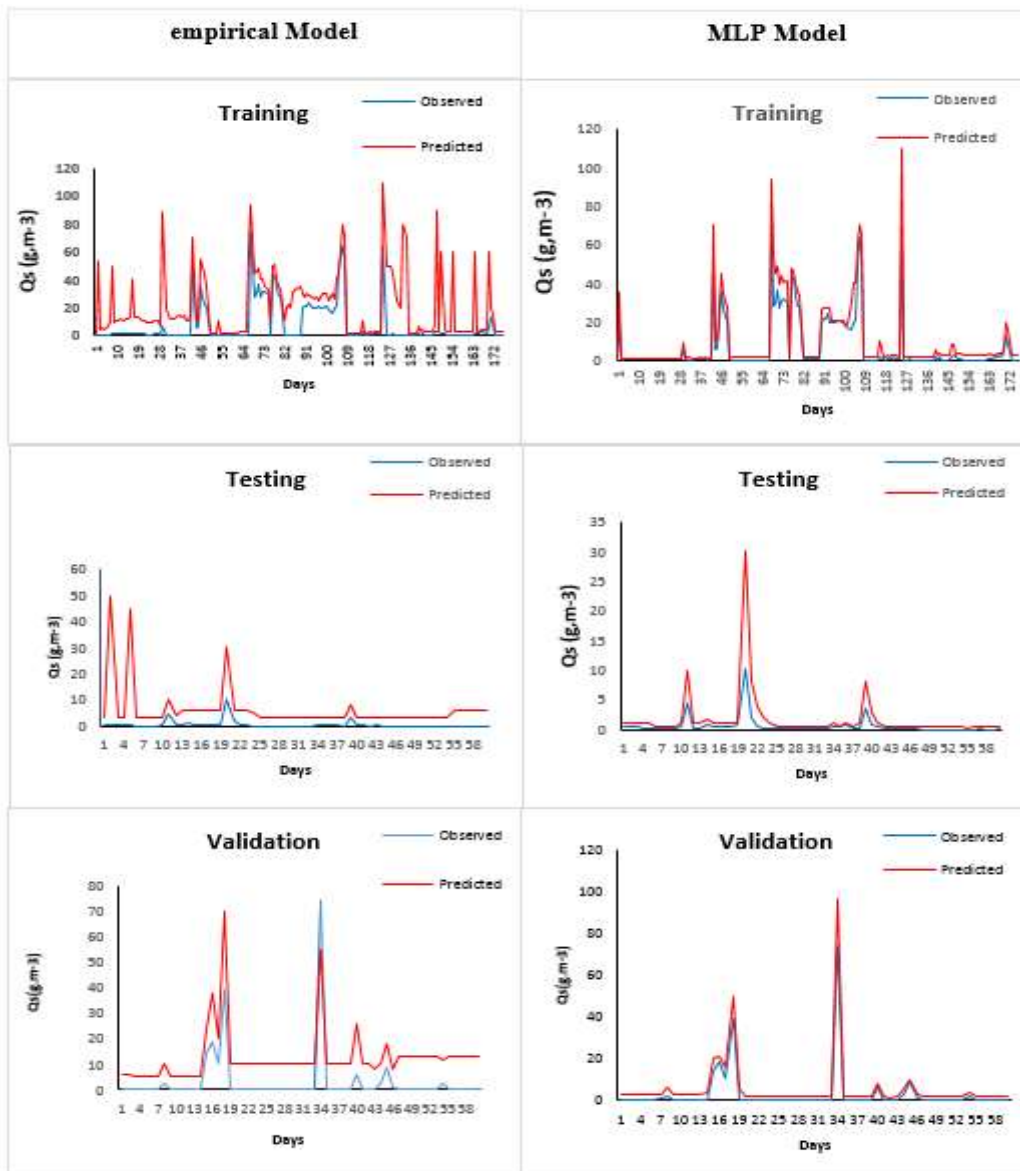 empirical Model
MLP Model
Training
Observed
Predicted
Qs (g,m-3)
120
100
80
60
40
20
0
1 10 19 28 37 46 55 64 73 82 91 100 109 118 127 136 145 154 163 172
Days
Training
Observed
Predicted
Qs (g,m-3)
120
100
80
60
40
20
0
1 10 19 28 37 46 55 64 73 82 91 100 109 118 127 136 145 154 163 172
Days
Testing
Observed
Predicted
Qs (g,m-3)
60
50
40
30
20
10
0
1 4 7 10 13 16 19 22 25 28 31 34 37 40 43 46 49 52 55 58
Days
Testing
Observed
Predicted
Qs (g,m-3)
35
30
25
20
15
10
5
0
1 4 7 10 13 16 19 22 25 28 31 34 37 40 43 46 49 52 55 58
Days
Validation
Observed
Predicted
Qs(g,m-3)
80
70
60
50
40
30
20
10
0
1 4 7 10 13 16 19 22 25 28 31 34 37 40 43 46 49 52 55 58
Days
Validation
Observed
Predicted
Qs(g,m-3)
120
100
80
60
40
20
0
1 4 7 10 13 16 19 22 25 28 31 34 37 40 43 46 49 52 55 58
Days